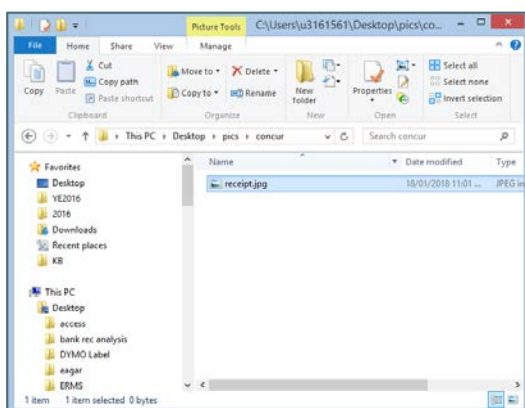 Picture Tools C:\Users\u3161561\Desktop\pics\co...
File Home Share View Manage
Copy Paste Cut Copy path Paste shortcut
Move to Copy to Delete Rename
New folder Properties
Select all Select none Invert selection
Clipboard Organize New Open Select
This PC Desktop pics concur Search concur
Name Date modified Type
receipt.jpg 18/01/2018 11:01 ... JPEG in
Favorites
Desktop
YE2016
2016
Downloads
Recent places
KB
This PC
Desktop
access
bank rec analysis
DYMO Label
eagar
ERMS
1 item 1 item selected 0 bytes